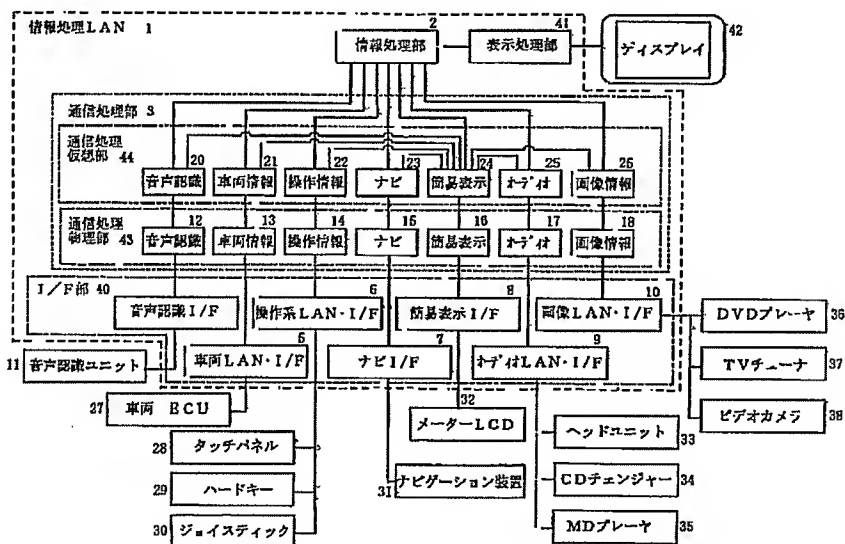 情報処理LAN 1
2
情報処理部
41
表示処理部
42
ディスプレイ
通信処理部 3
通信処理
仮想部 44
20 21 22 23 24 25 26
音声認識 車両情報 操作情報 ナビ 簡易表示 オーディオ 画像情報
通信処理
物理部 43
12 13 14 15 16 17 18
音声認識 車両情報 操作情報 ナビ 簡易表示 オーディオ 画像情報
I/F部 40
音声認識I/F
6
操作系LAN・I/F
8
簡易表示I/F
10
画像LAN・I/F
5
車両LAN・I/F
7
ナビI/F
9
オーディオLAN・I/F
11 音声認識ユニット
27 車両 ECU
28 タッチパネル
29 ハードキー
30 ジョイスティック
32
メーターLCD
31 ナビゲーション装置
ヘッドユニット 33
CDチェンジャー 34
MDプレーヤ 35
DVDプレーヤ 36
TVチューナ 37
ビデオカメラ 38